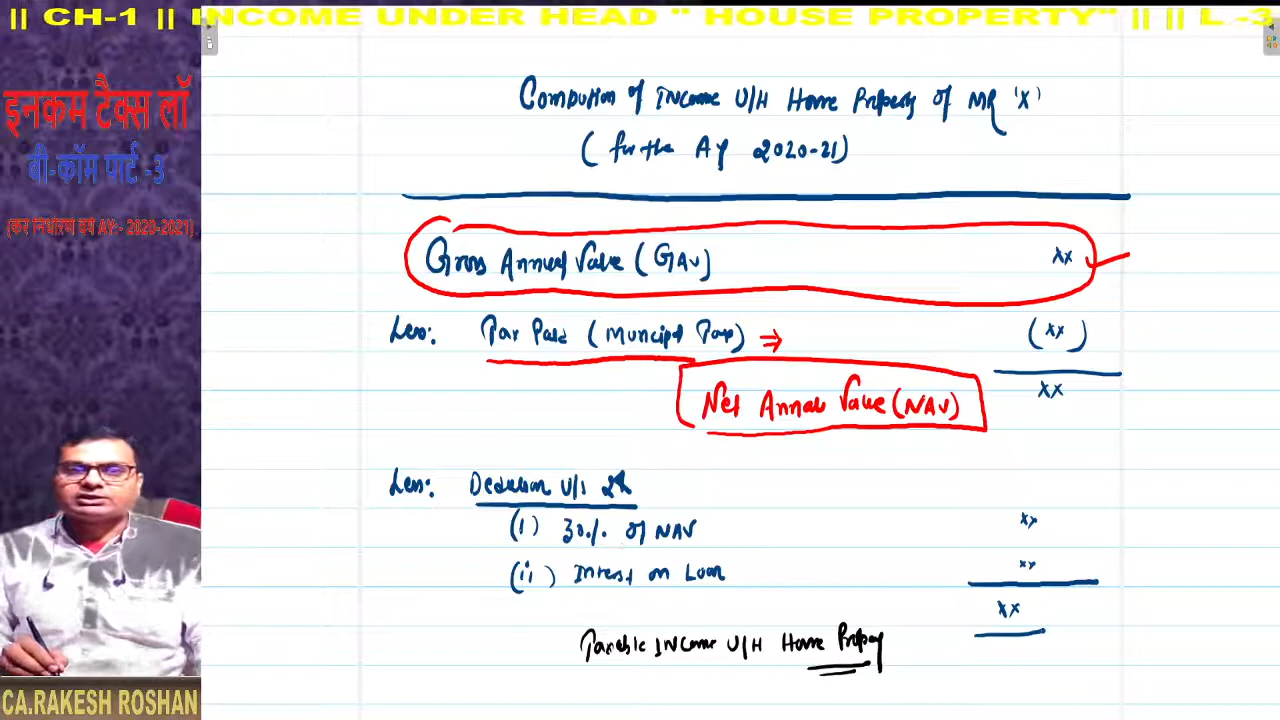 || CH-1 || INCOME UNDER HEAD " HOUSE PROPERTY" || || L -3
इनकम टैक्स लॉ
बी-कॉम पार्ट -3
(कर निर्धारण वर्ष AY:- 2020-2021)
Compution of Income U/H House Property of MR 'X'
( for the AY 2020-21)
Gross Annual Value (GAV) xx
Less: Tax Paid (Muncipl Tax) ⇒ (xx)
Net Annual Value (NAV) xx
Less: Deduction U/s 24
(i) 30% of NAV xx
(ii) Interest on Loan xx
xx
Taxable Income U/H House Property
CA.RAKESH ROSHAN